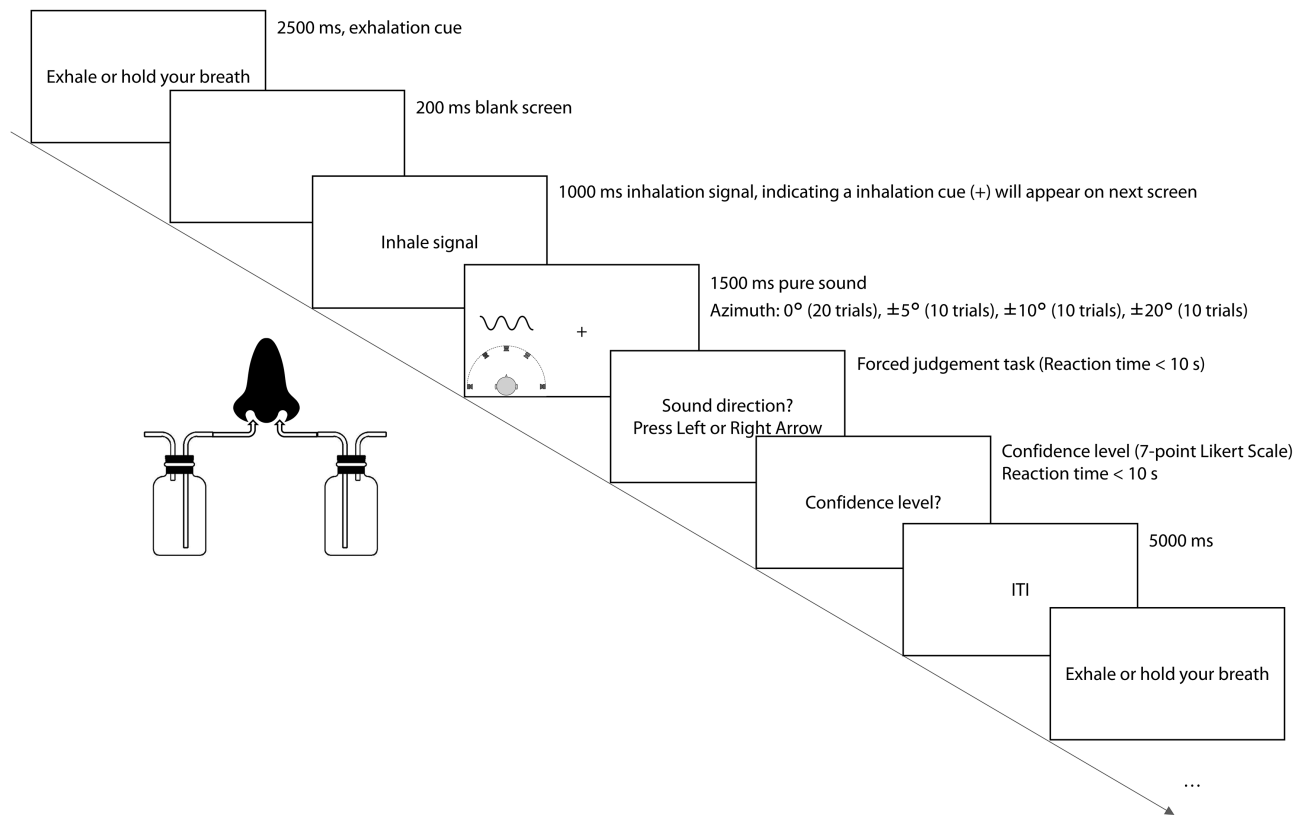 2500 ms, exhalation cue
Exhale or hold your breath
200 ms blank screen
1000 ms inhalation signal, indicating a inhalation cue (+) will appear on next screen
Inhale signal
1500 ms pure sound
Azimuth: 0° (20 trials), ±5° (10 trials), ±10° (10 trials), ±20° (10 trials)
+
Forced judgement task (Reaction time < 10 s)
Sound direction?
Press Left or Right Arrow
Confidence level (7-point Likert Scale)
Reaction time < 10 s
Confidence level?
5000 ms
ITI
Exhale or hold your breath
...